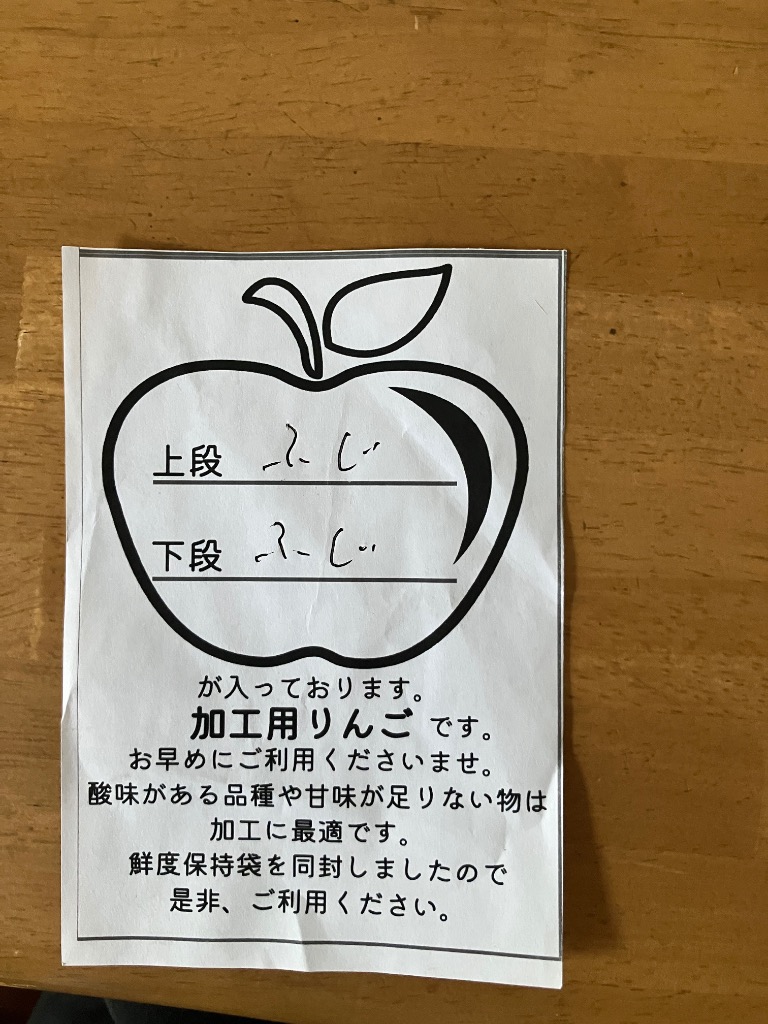 上段 ふじ
下段 ふじ
が入っております。
加工用りんご です。
お早めにご利用くださいませ。
酸味がある品種や甘味が足りない物は
加工に最適です。
鮮度保持袋を同封しましたので
是非、ご利用ください。